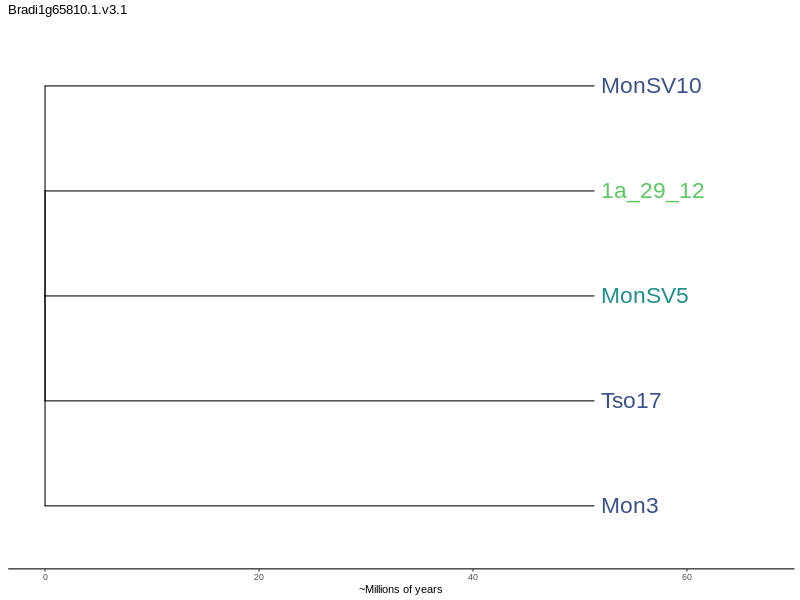 Bradi1g65810.1.v3.1
MonSV10
1a_29_12
MonSV5
Tso17
Mon3
0 20 40 60
~Millions of years